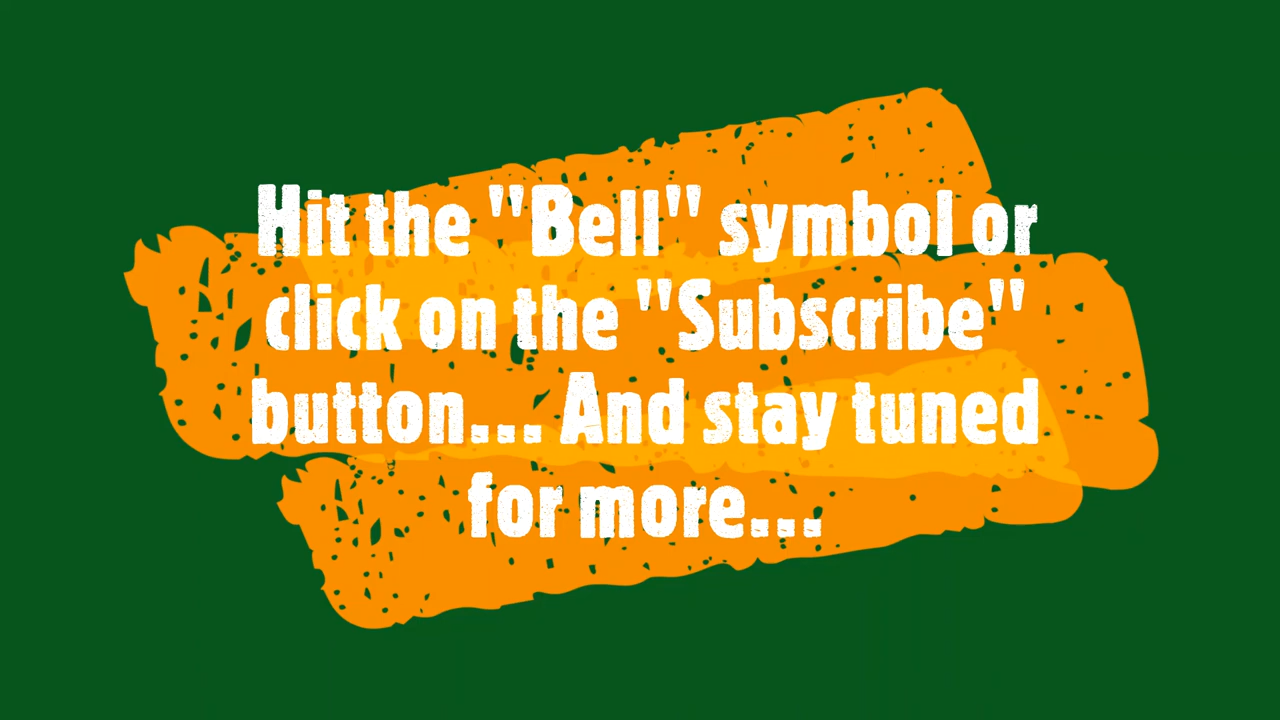 Hit the "Bell" symbol or
click on the "Subscribe"
button... And stay tuned
for more...